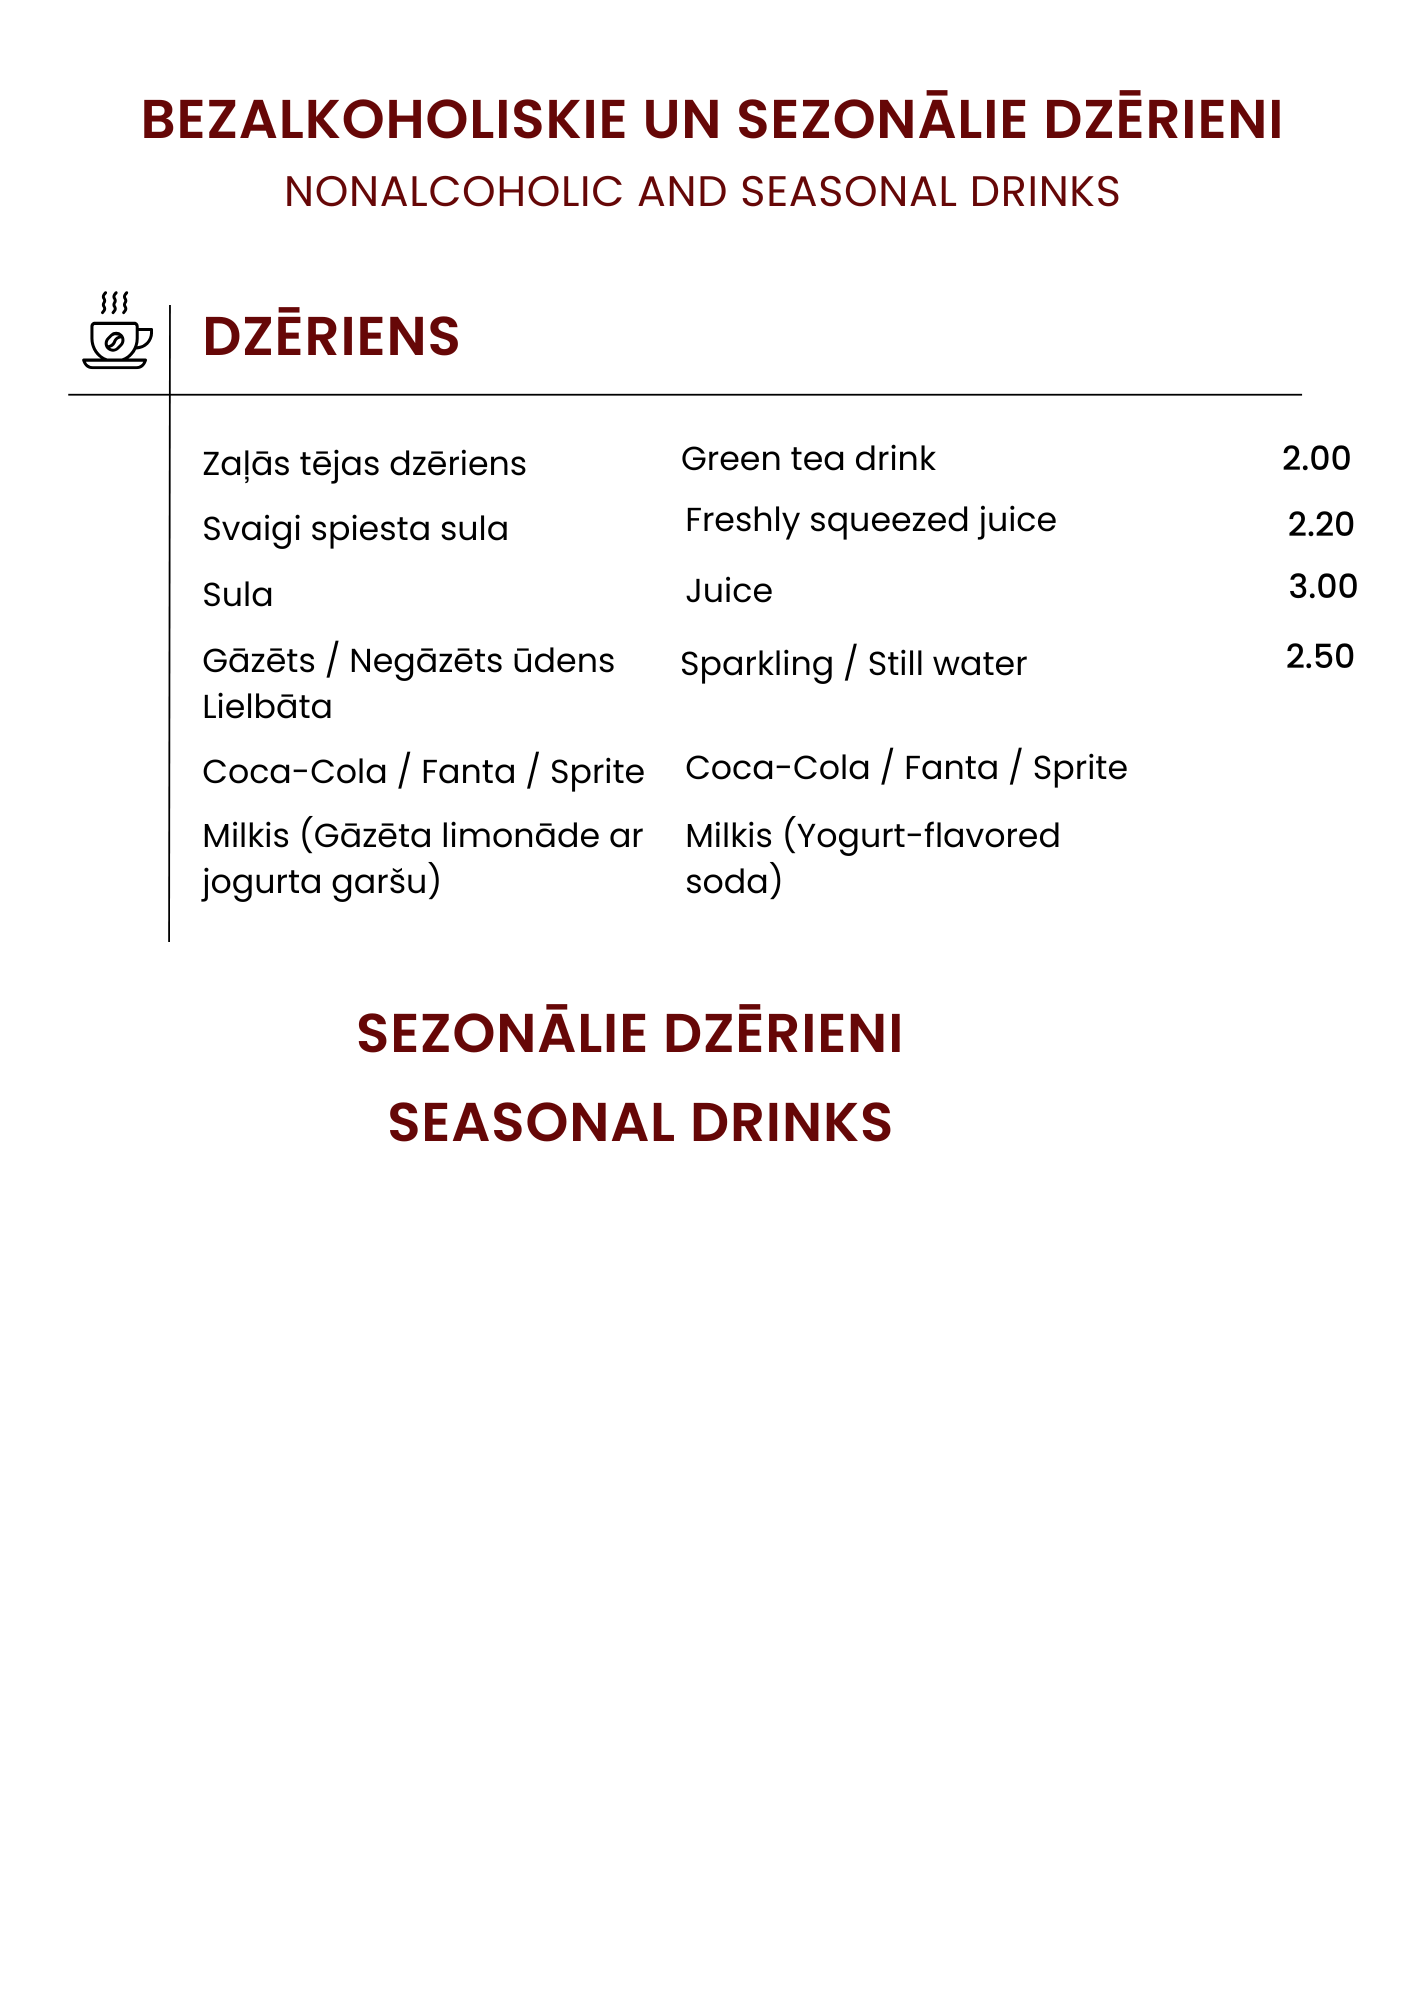 BEZALKOHOLISKIE UN SEZONĀLIE DZĒRIENI
NONALCOHOLIC AND SEASONAL DRINKS
DZĒRIENS
Zaļās tējas dzēriens Green tea drink 2.00
Svaigi spiesta sula Freshly squeezed juice 2.20
Sula Juice 3.00
Gāzēts / Negāzēts ūdens Sparkling / Still water 2.50
Lielbāta
Coca-Cola / Fanta / Sprite Coca-Cola / Fanta / Sprite
Milkis (Gāzēta limonāde ar Milkis (Yogurt-flavored
jogurta garšu) soda)
SEZONĀLIE DZĒRIENI
SEASONAL DRINKS